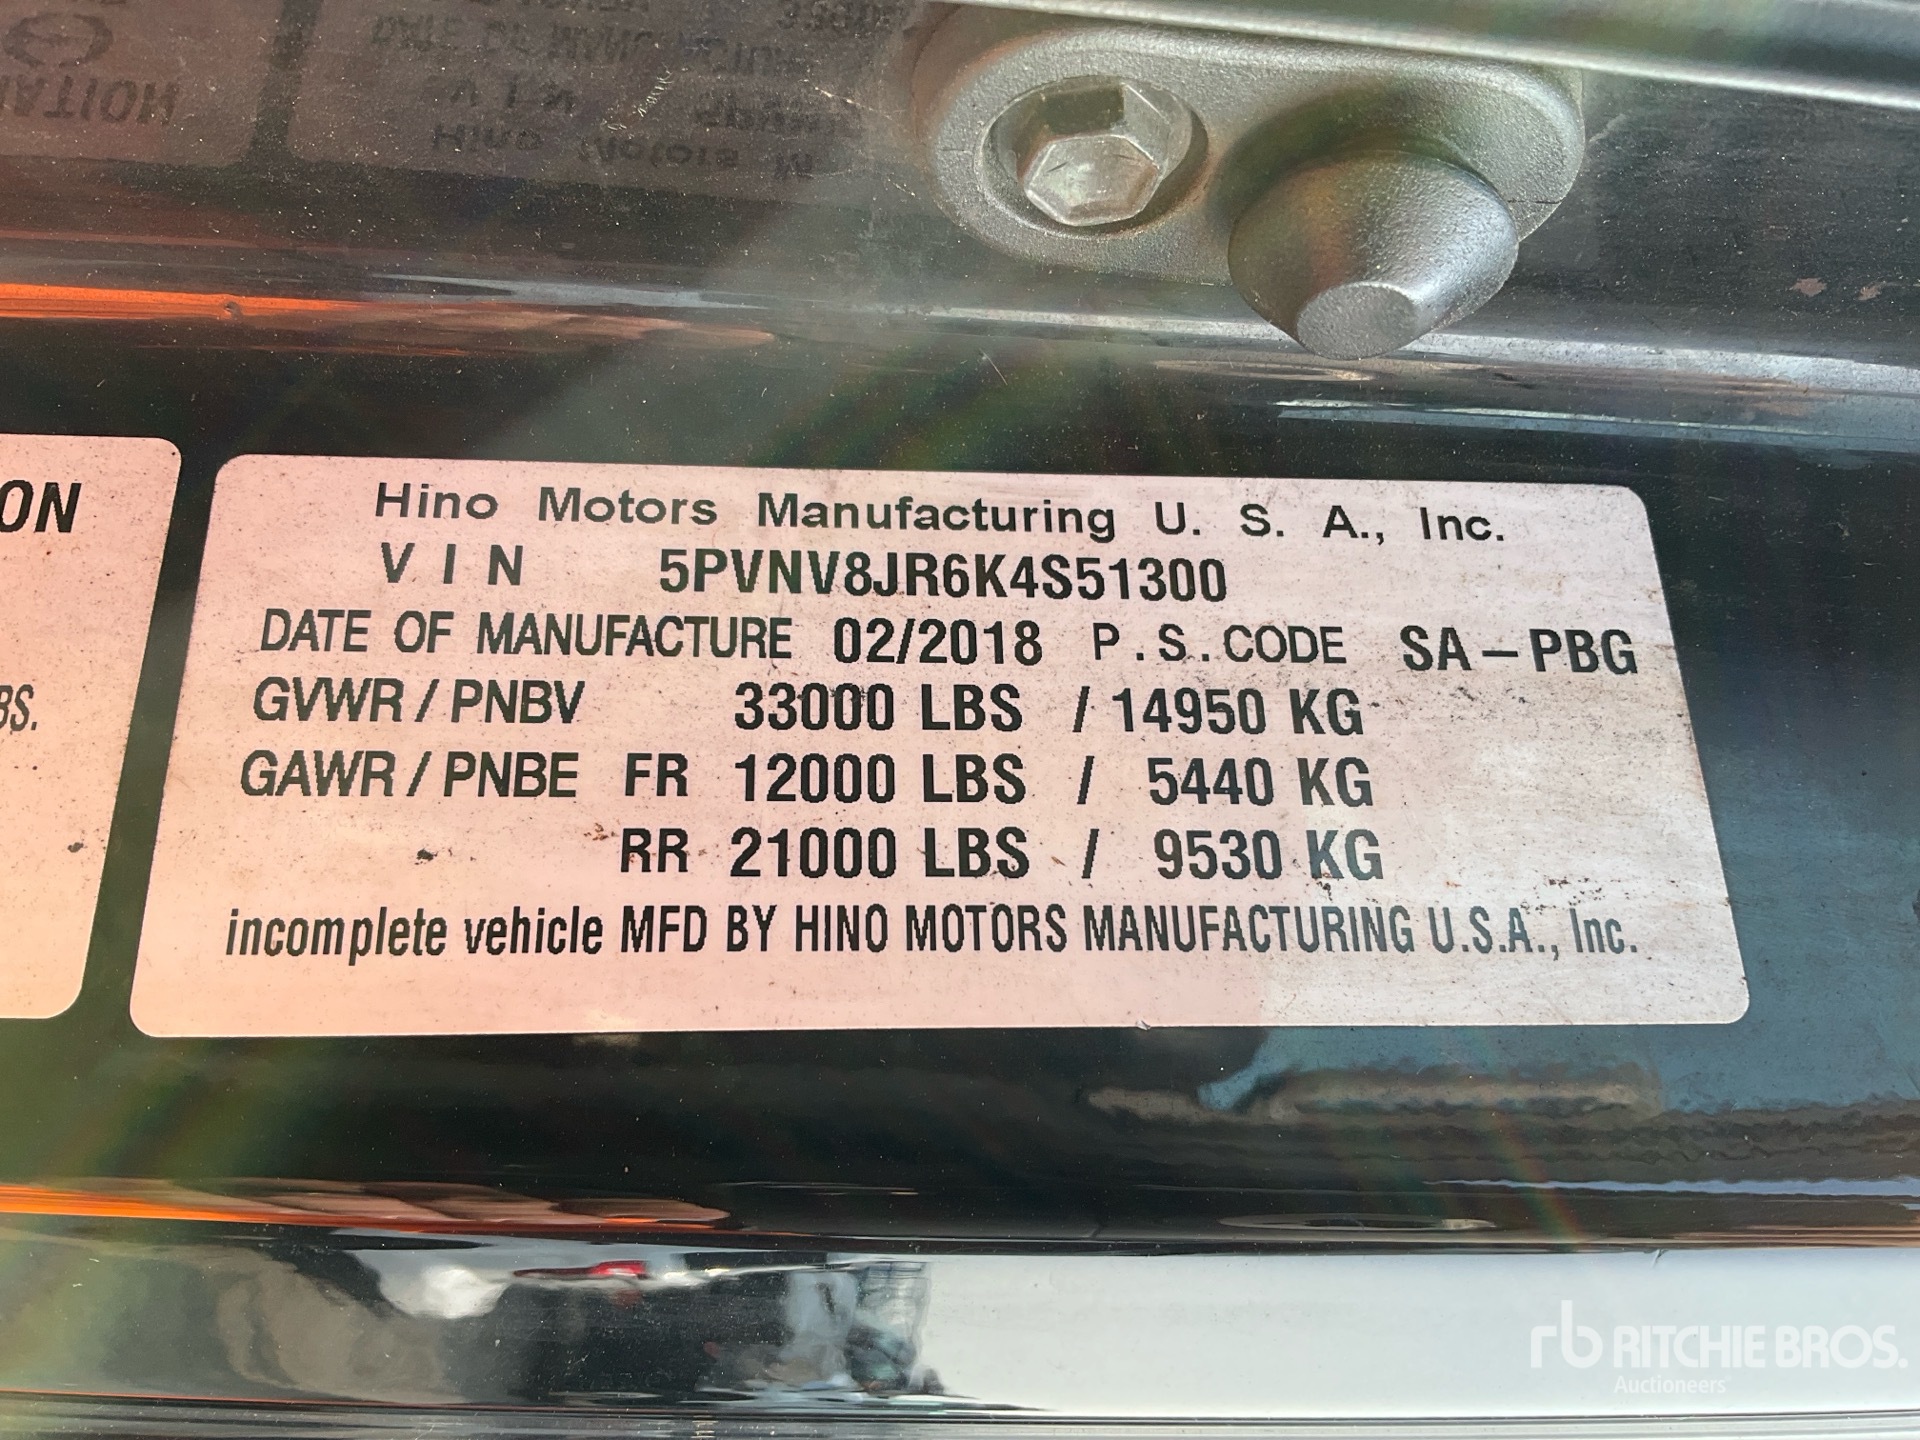 ON
BS.
Hino Motors Manufacturing U. S. A., Inc.
VIN 5PVNV8JR6K4S51300
DATE OF MANUFACTURE 02/2018 P.S.CODE SA-PBG
GVWR/PNBV 33000 LBS / 14950 KG
GAWR/PNBE FR 12000 LBS / 5440 KG
RR 21000 LBS / 9530 KG
incomplete vehicle MFD BY HINO MOTORS MANUFACTURING U.S.A., Inc.
rb RITCHIE BROS.
Auctioneers